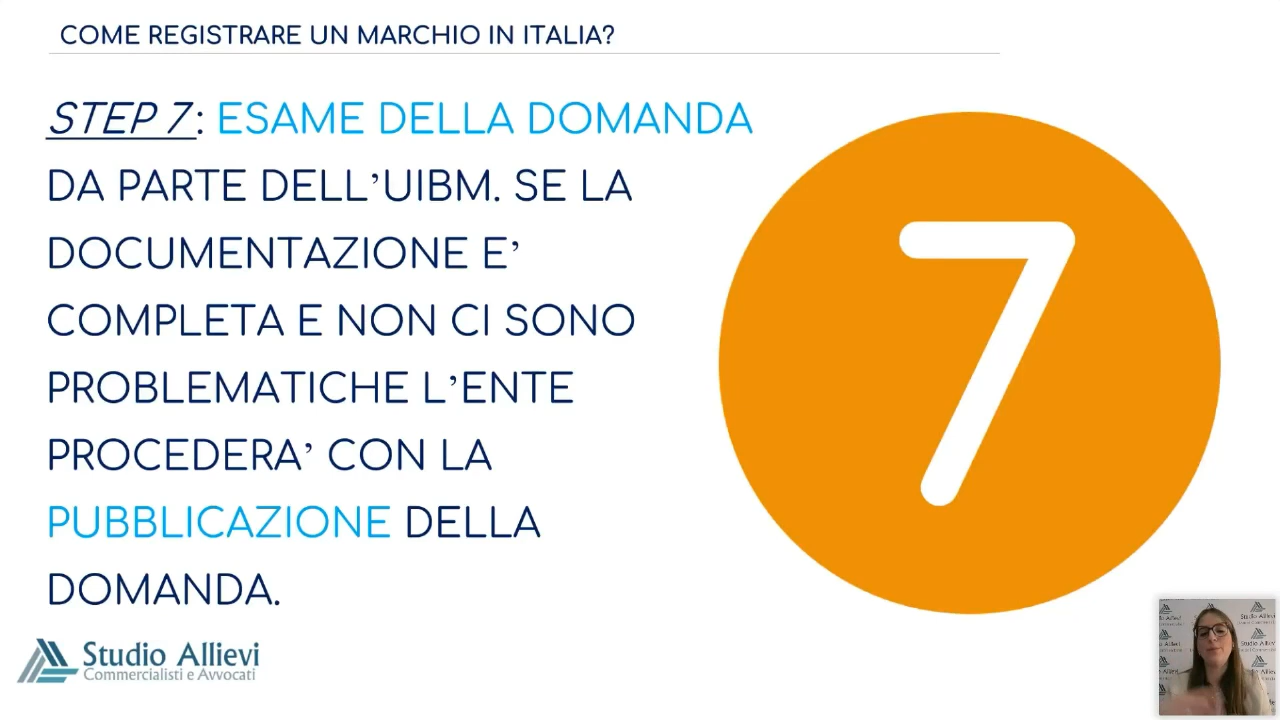 COME REGISTRARE UN MARCHIO IN ITALIA?
STEP 7: ESAME DELLA DOMANDA
DA PARTE DELL’UIBM. SE LA
DOCUMENTAZIONE E’
COMPLETA E NON CI SONO
PROBLEMATICHE L’ENTE
PROCEDERA’ CON LA
PUBBLICAZIONE DELLA
DOMANDA.
7
Studio Allievi
Commercialisti e Avvocati